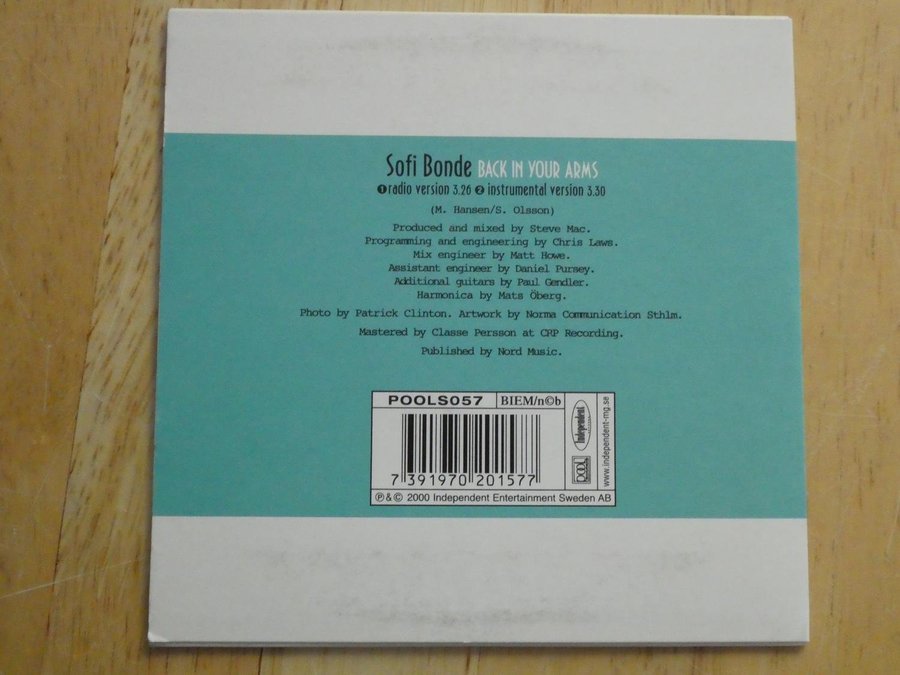 Sofi Bonde BACK IN YOUR ARMS
❶ radio version 3.26 ❷ instrumental version 3.30
(M. Hansen/S. Olsson)
Produced and mixed by Steve Mac.
Programming and engineering by Chris Laws.
Mix engineer by Matt Howe.
Assistant engineer by Daniel Pursey.
Additional guitars by Paul Gendler.
Harmonica by Mats Öberg.
Photo by Patrick Clinton. Artwork by Norma Communication Sthlm.
Mastered by Classe Persson at CRP Recording.
Published by Nord Music.
POOLS057 BIEM/n©b
Independent
pool
www.independent-mg.se
7 391970 201577
℗ & © 2000 Independent Entertainment Sweden AB